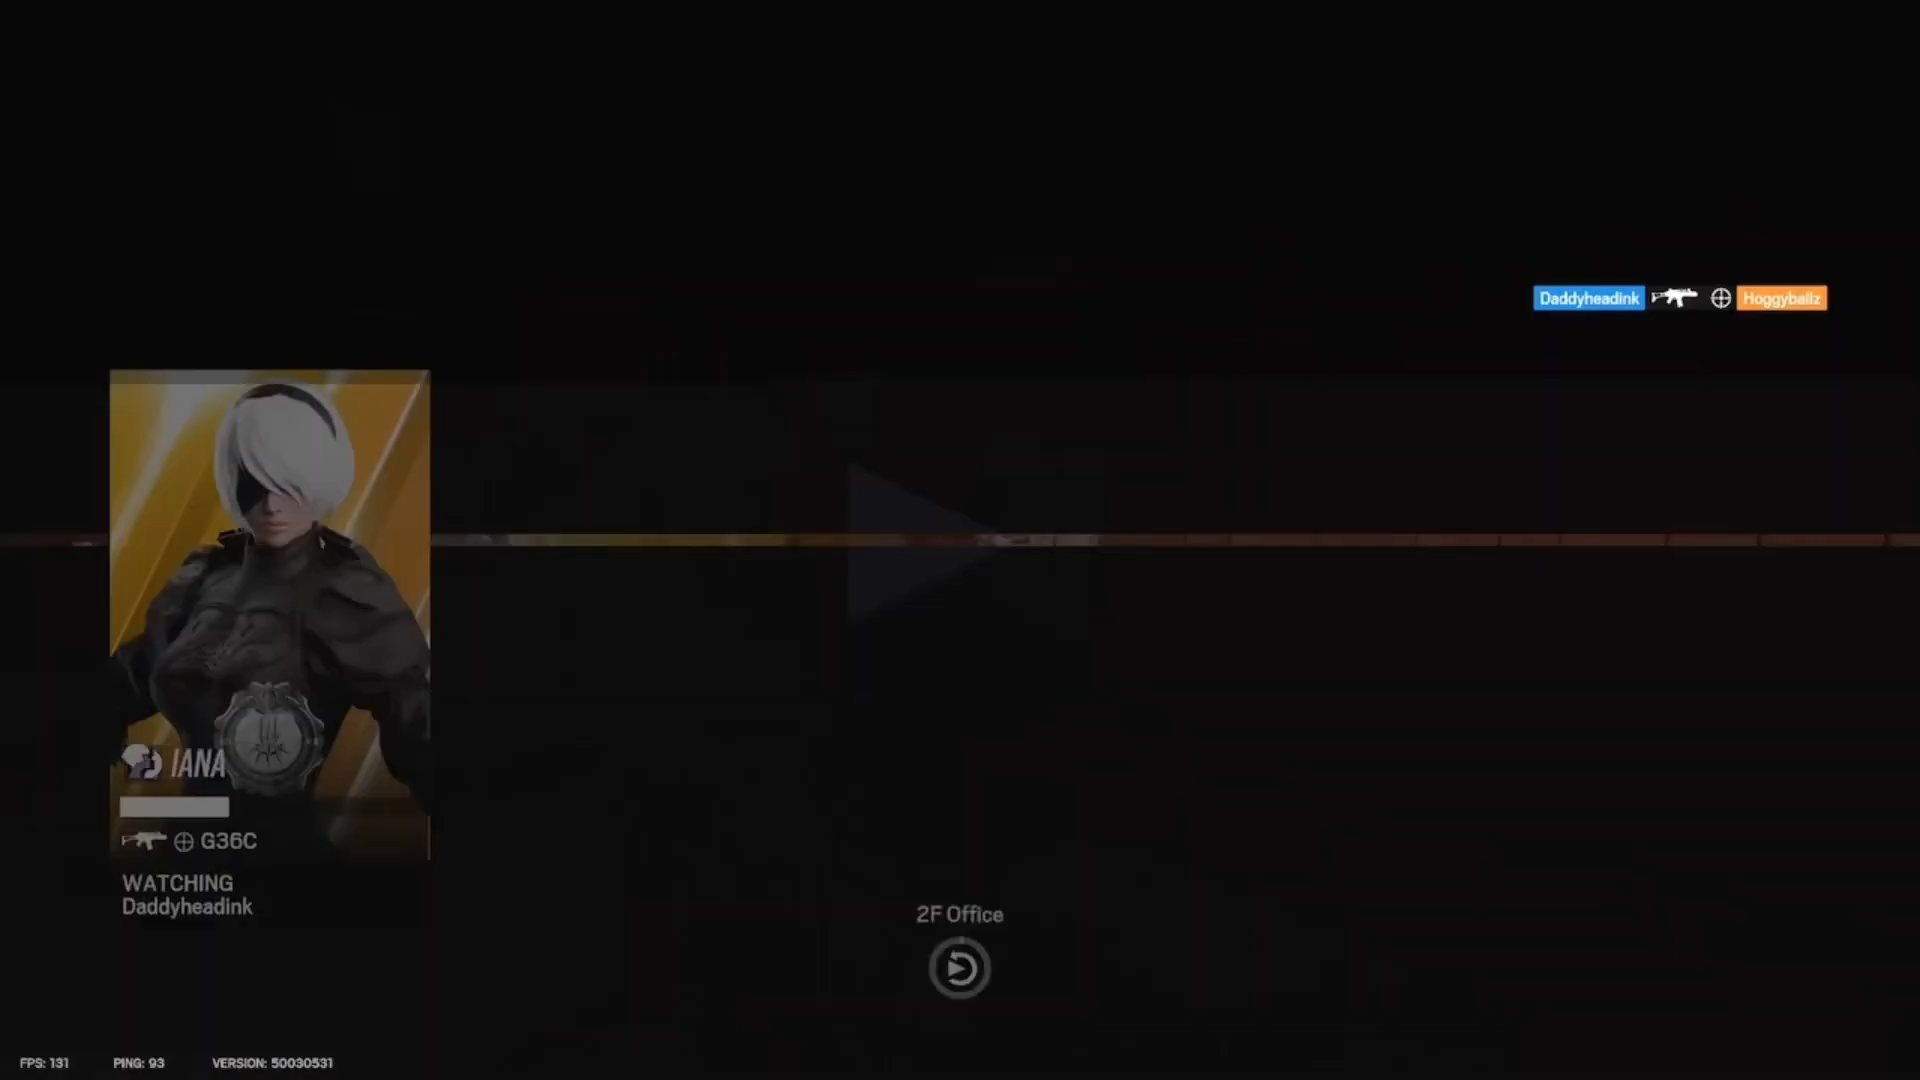 Daddyheadink Hoggyballz
IANA
G36C
WATCHING
Daddyheadink
2F Office
FPS: 131 PING: 93 VERSION: 50030531